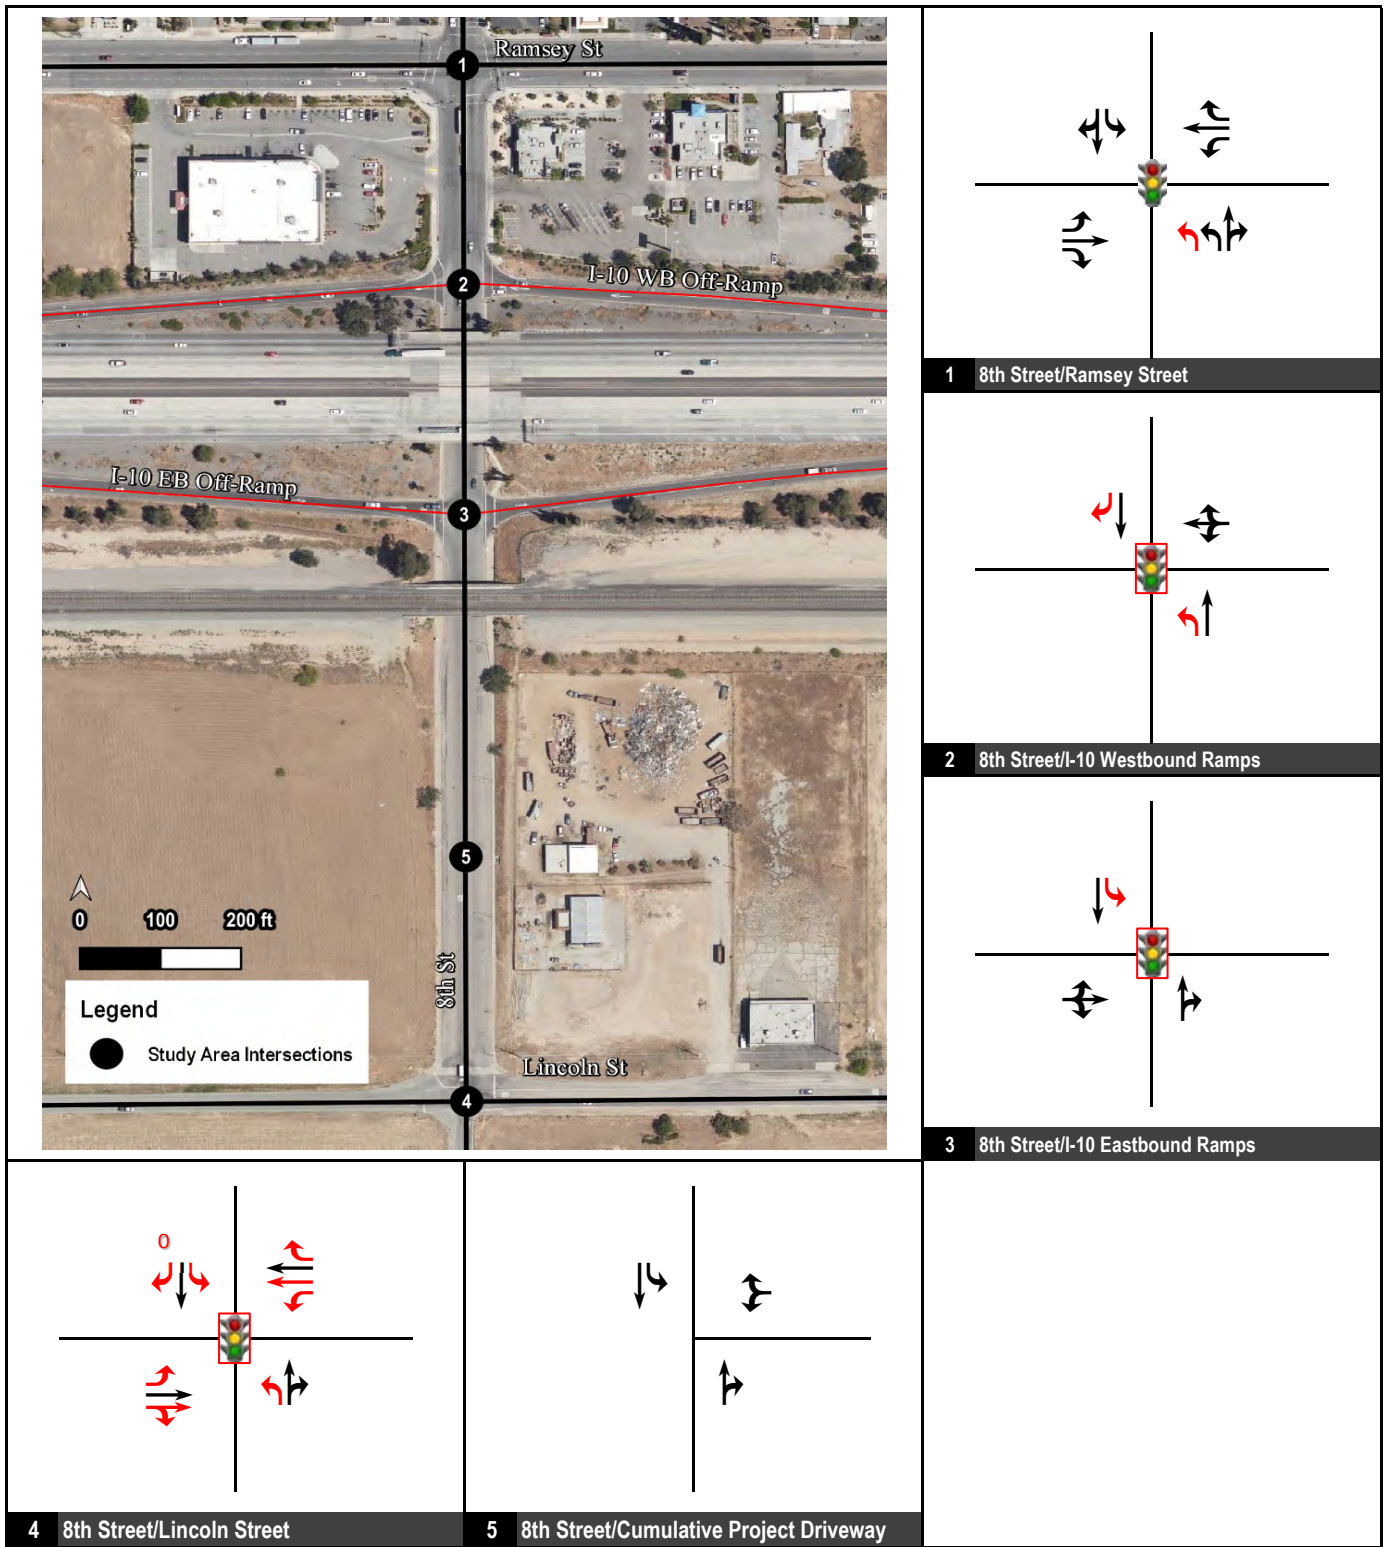 Ramsey St
1
I-10 WB Off-Ramp
2
I-10 EB Off-Ramp
3
5
0 100 200 ft
8th St
Legend
Study Area Intersections
Lincoln St
4
1 8th Street/Ramsey Street
2 8th Street/I-10 Westbound Ramps
3 8th Street/I-10 Eastbound Ramps
O
4 8th Street/Lincoln Street
5 8th Street/Cumulative Project Driveway